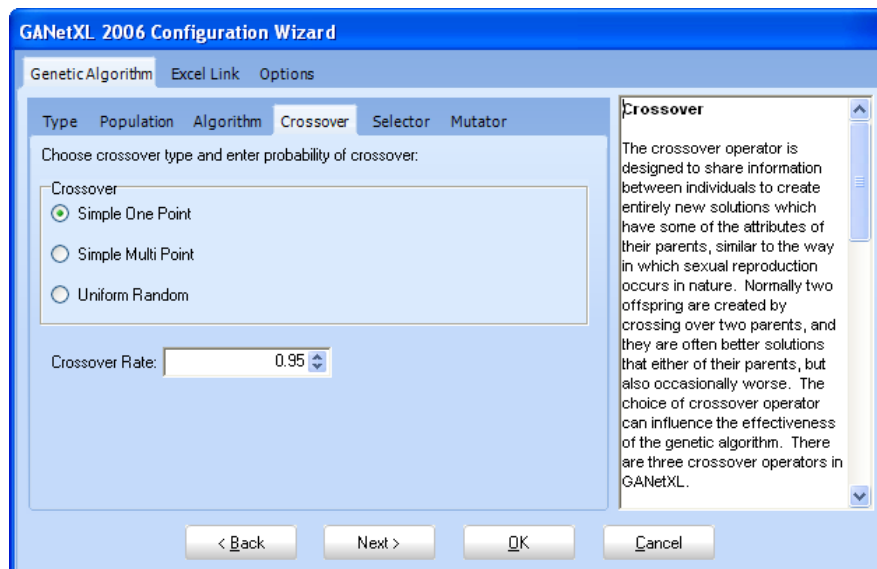 GANetXL 2006 Configuration Wizard
Genetic Algorithm Excel Link Options
Type Population Algorithm Crossover Selector Mutator
Choose crossover type and enter probability of crossover:
Crossover
Simple One Point
Simple Multi Point
Uniform Random
Crossover Rate: 0.95
Crossover
The crossover operator is
designed to share information
between individuals to create
entirely new solutions which
have some of the attributes of
their parents, similar to the way
in which sexual reproduction
occurs in nature. Normally two
offspring are created by
crossing over two parents, and
they are often better solutions
that either of their parents, but
also occasionally worse. The
choice of crossover operator
can influence the effectiveness
of the genetic algorithm. There
are three crossover operators in
GANetXL.
< Back Next > OK Cancel